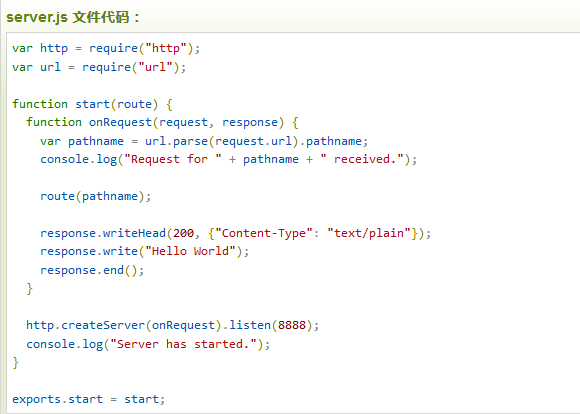 server.js 文件代码：
var http = require("http");
var url = require("url");

function start(route) {
  function onRequest(request, response) {
    var pathname = url.parse(request.url).pathname;
    console.log("Request for " + pathname + " received.");

    route(pathname);

    response.writeHead(200, {"Content-Type": "text/plain"});
    response.write("Hello World");
    response.end();
  }

  http.createServer(onRequest).listen(8888);
  console.log("Server has started.");
}

exports.start = start;